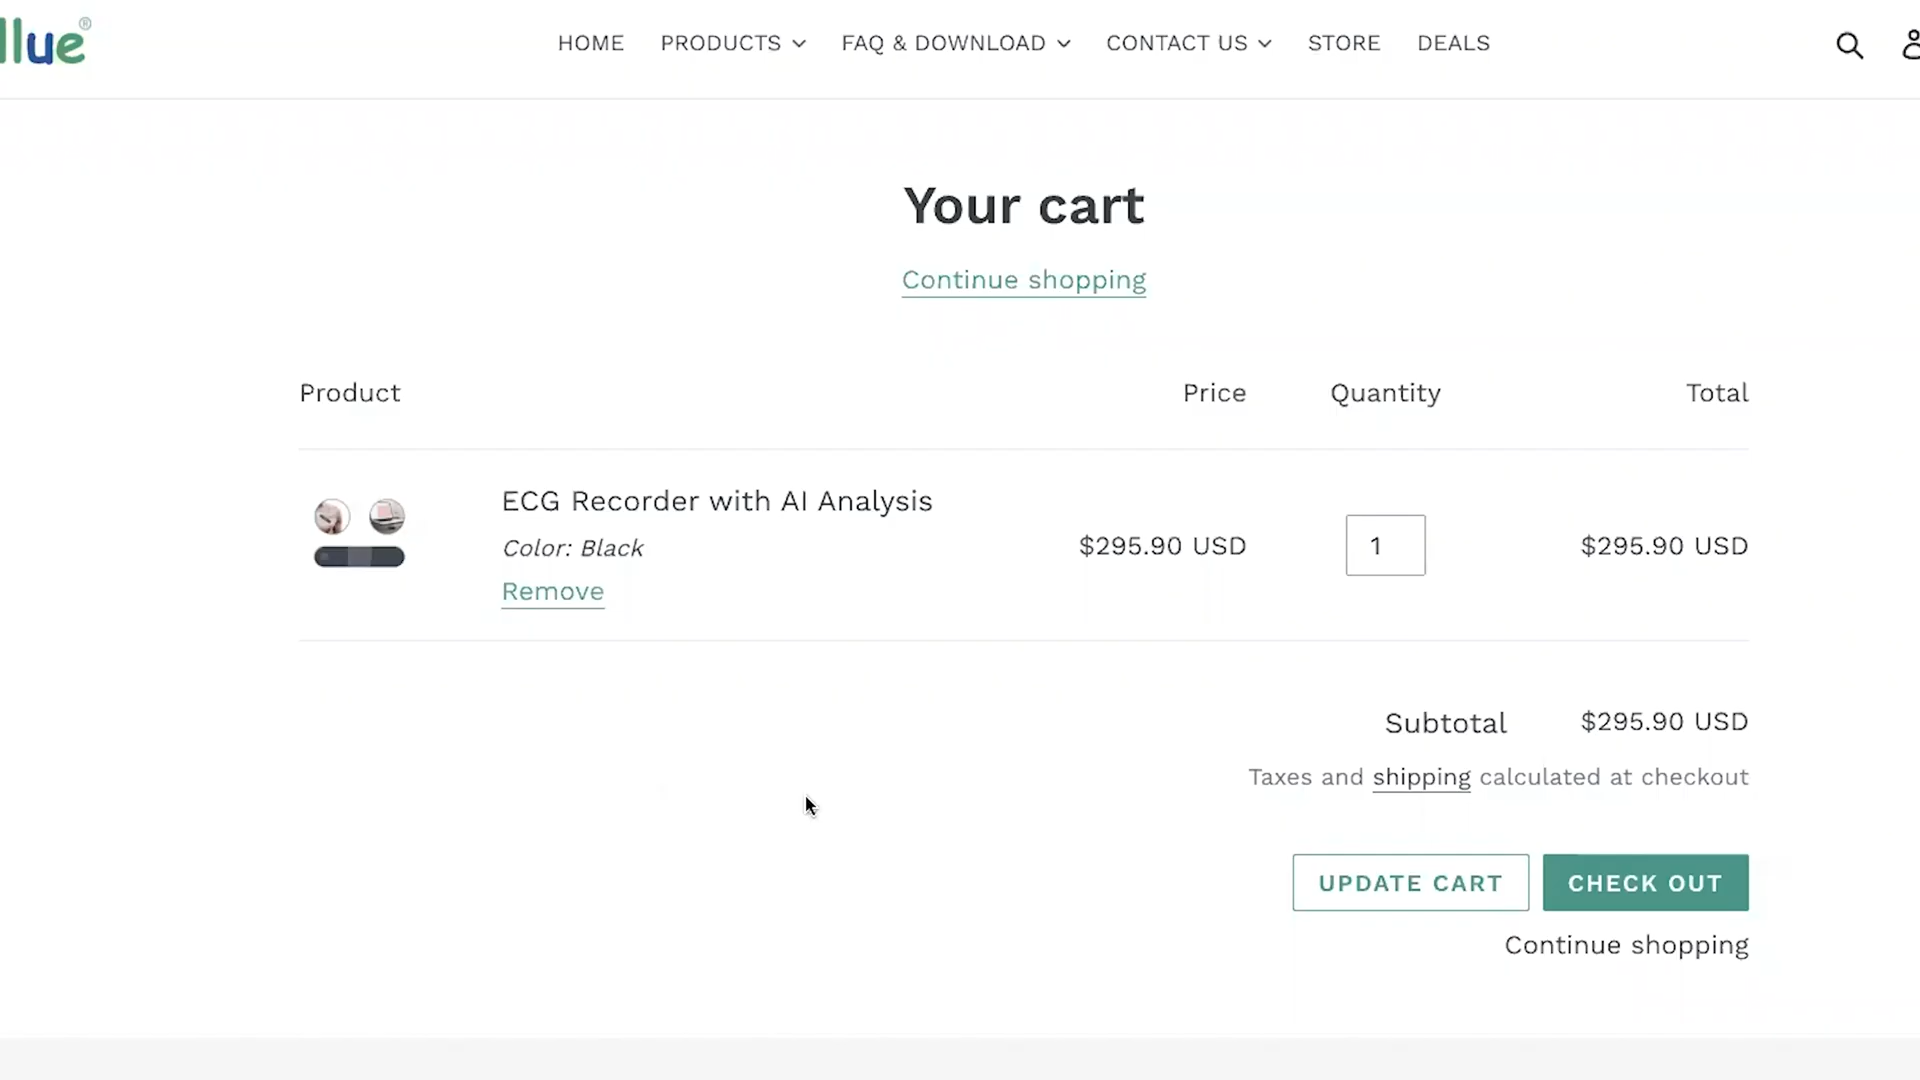 llue®
HOME PRODUCTS FAQ & DOWNLOAD CONTACT US STORE DEALS
Your cart
Continue shopping
Product Price Quantity Total
ECG Recorder with AI Analysis
Color: Black
$295.90 USD 1 $295.90 USD
Remove
Subtotal $295.90 USD
Taxes and shipping calculated at checkout
UPDATE CART CHECK OUT
Continue shopping